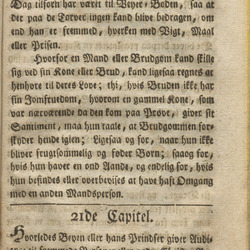 Dag tilforn har været til Veyer-Boden, saa at
der paa de Torver ingen kand blive bedragen, om
end han er fremmed, hverken med Vigt, Maal
eller Prisen.
Hvorfor en Mand eller Brudgom kand skille
sig ved sin Kone eller Brud, kand ligesaa regnes at
henhøre til deres Love; thi, hvis Bruden ikke har
sin Jomfrudom, hvorom en gammel Kone, som
var nærværende da den kom paa Prøve, giver sit
Santiment, maa hun taale, at Brudgommen for-
skyder hende igien; Ligesaa og, naar hun ikke
bliver frugtsommelig og føder Børn; saaog for,
hvis hun haver en ond Aande, og endelig for, hvis
hun befindes eller overbevises at have haft Omgang
med en anden Mandsperson.
21de Capitel.
Hvorledes Beyen eller hans Prindser giver Audi-